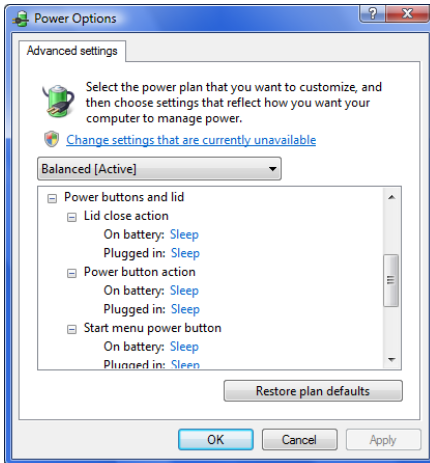 Power Options
Advanced settings
Select the power plan that you want to customize, and
then choose settings that reflect how you want your
computer to manage power.
Change settings that are currently unavailable
Balanced [Active]
Power buttons and lid
Lid close action
On battery: Sleep
Plugged in: Sleep
Power button action
On battery: Sleep
Plugged in: Sleep
Start menu power button
On battery: Sleep
Plugged in: Sleep
Restore plan defaults
OK Cancel Apply